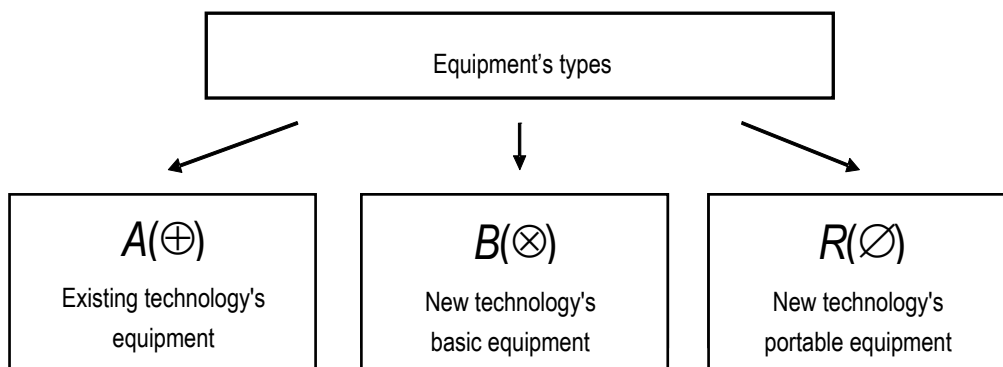 Equipment’s types
A(⊕)
Existing technology's
equipment
B(⊗)
New technology's
basic equipment
R(∅)
New technology's
portable equipment